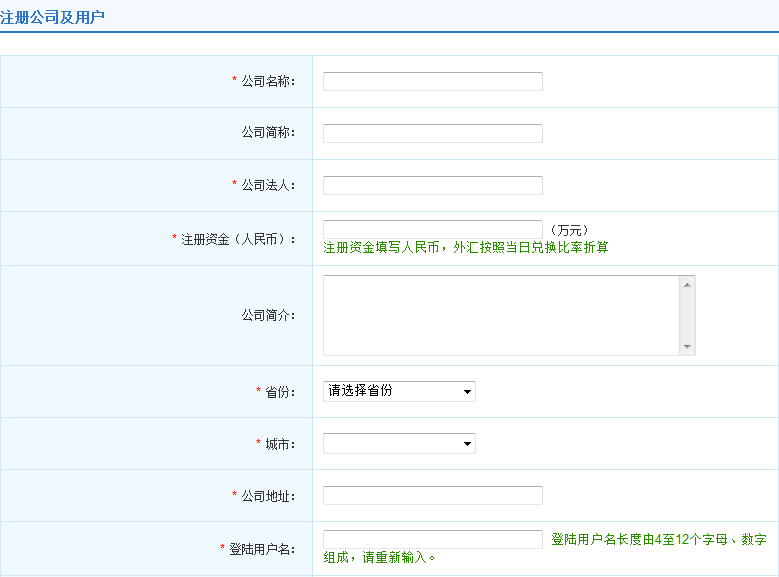 注册公司及用户
* 公司名称：
公司简称：
* 公司法人：
* 注册资金（人民币）：
（万元）
注册资金填写人民币，外汇按照当日兑换比率折算
公司简介：
* 省份：
请选择省份
* 城市：
* 公司地址：
* 登陆用户名：
登陆用户名长度由4至12个字母、数字
组成，请重新输入。